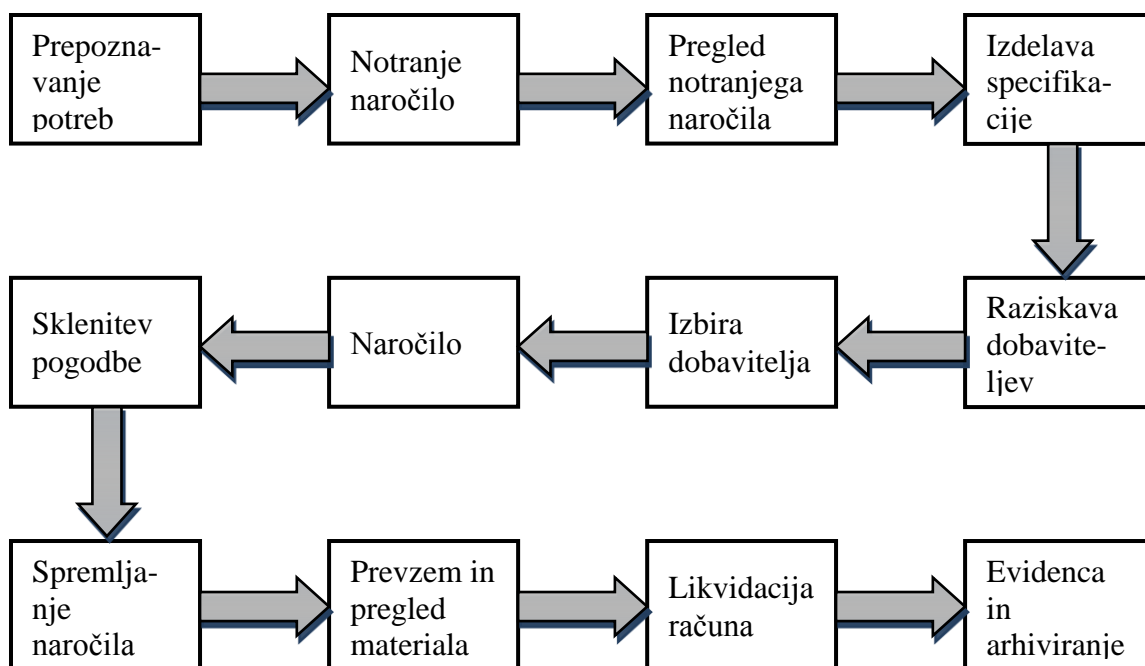 Prepozna-
vanje
potreb
Notranje
naročilo
Pregled
notranjega
naročila
Izdelava
specifika-
cije
Raziskava
dobavite-
ljev
Izbira
dobavitelja
Naročilo
Sklenitev
pogodbe
Spremlja-
nje
naročila
Prevzem in
pregled
materiala
Likvidacija
računa
Evidenca
in
arhiviranje